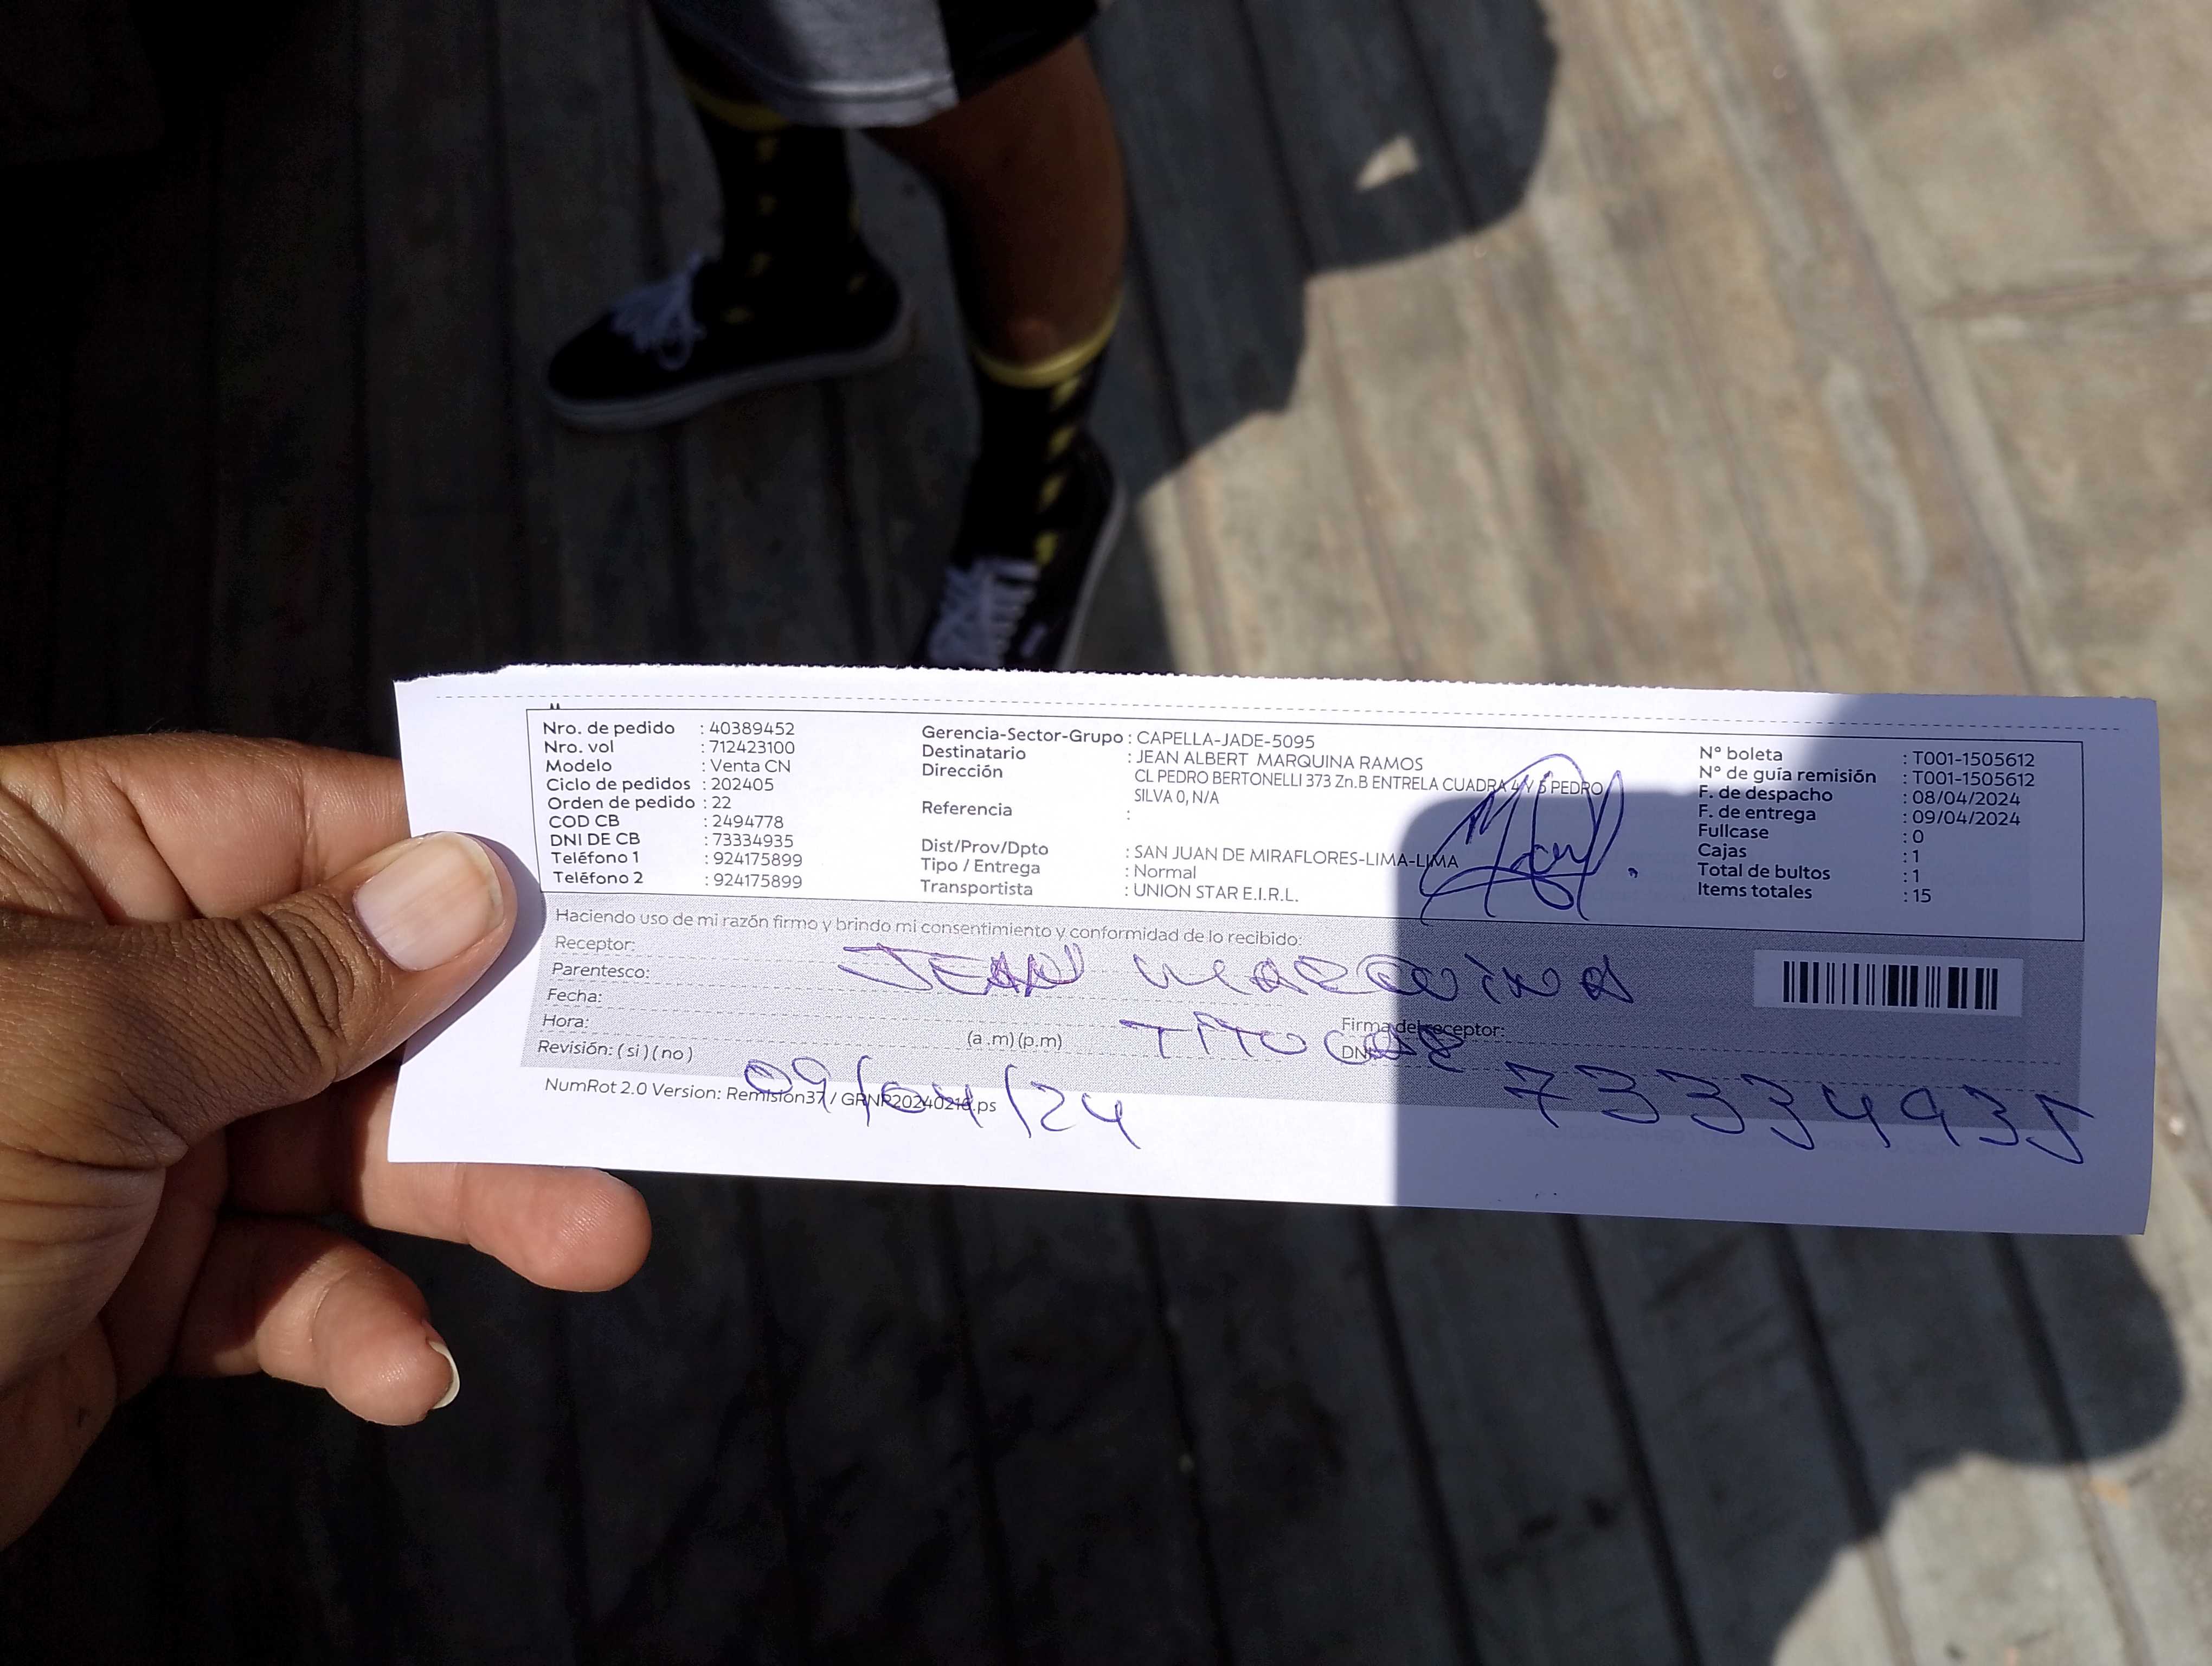 Nro. de pedido : 40389452
Nro. vol : 712423100
Modelo : Venta CN
Ciclo de pedidos : 202405
Orden de pedido : 22
COD CB : 2494778
DNI DE CB : 73334935
Teléfono 1 : 924175899
Teléfono 2 : 924175899
Gerencia-Sector-Grupo : CAPELLA-JADE-5095
Destinatario : JEAN ALBERT MARQUINA RAMOS
Dirección CL PEDRO BERTONELLI 373 Zn.B ENTRELA CUADRA 4 Y 5 PEDRO
SILVA 0, N/A
Referencia :
Dist/Prov/Dpto : SAN JUAN DE MIRAFLORES-LIMA-LIMA
Tipo / Entrega : Normal
Transportista : UNION STAR E.I.R.L.
N° boleta : T001-1505612
N° de guía remisión : T001-1505612
F. de despacho : 08/04/2024
F. de entrega : 09/04/2024
Fullcase : 0
Cajas : 1
Total de bultos : 1
Items totales : 15
Haciendo uso de mi razón firmo y brindo mi consentimiento y conformidad de lo recibido:
Receptor: JEAN MARQUINA
Parentesco: TITULAR
Fecha:
Hora: (a .m) (p.m)
Firma del receptor:
DNI
Revisión: ( si ) ( no )
09/04/24
73334935
NumRot 2.0 Version: Remision37 / GRNR20240216.ps